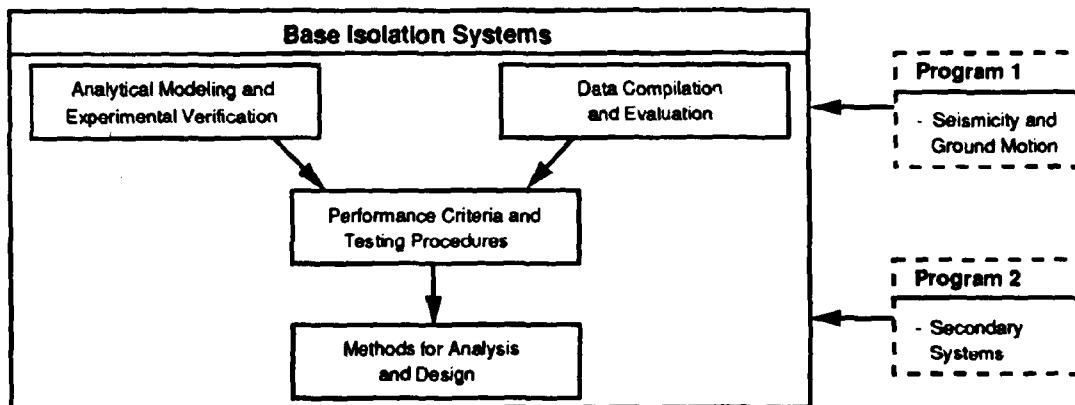 Base Isolation Systems
Analytical Modeling and
Experimental Verification
Data Compilation
and Evaluation
Program 1
- Seismicity and
Ground Motion
Performance Criteria and
Testing Procedures
Program 2
- Secondary
Systems
Methods for Analysis
and Design